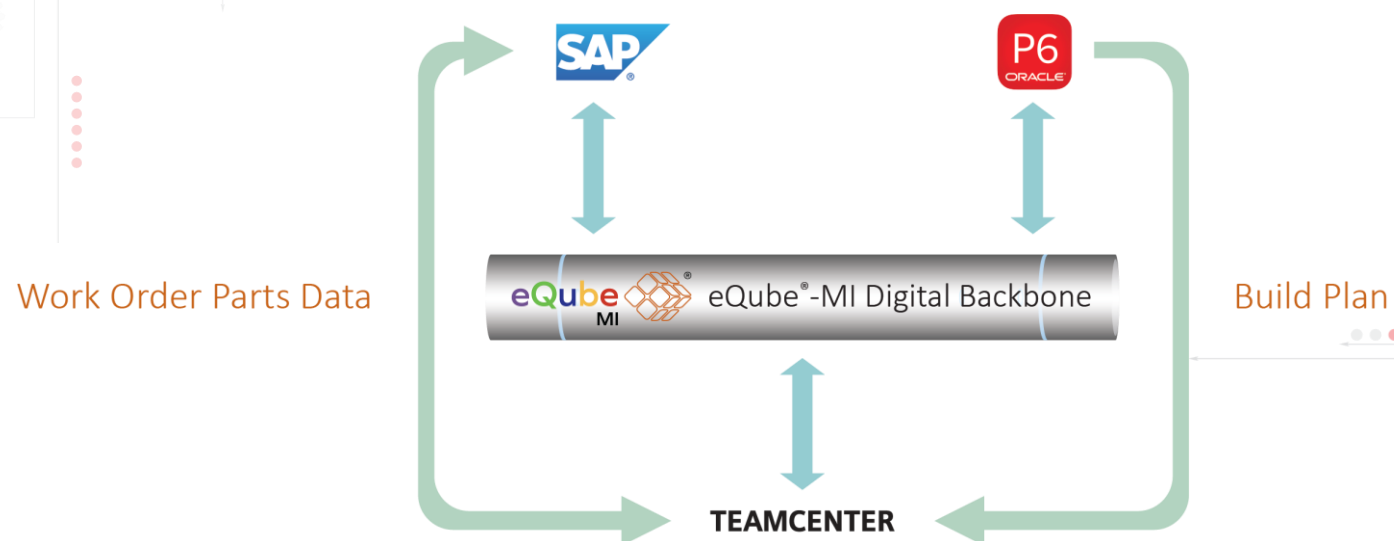 SAP®
P6
ORACLE®
Work Order Parts Data
eQube® MI
eQube®-MI Digital Backbone
Build Plan
TEAMCENTER